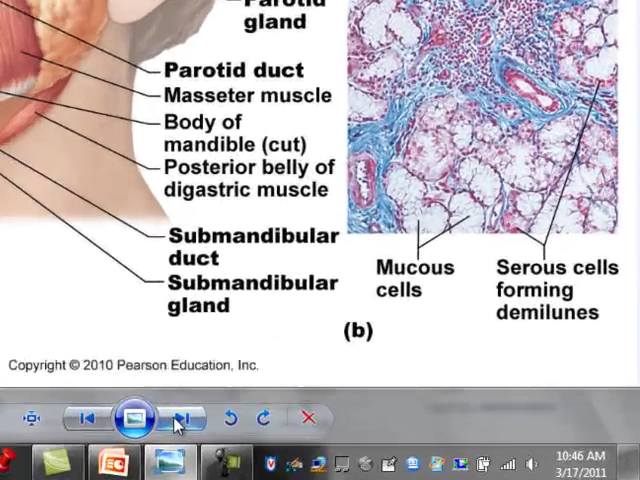 Parotid
gland
Parotid duct
Masseter muscle
Body of
mandible (cut)
Posterior belly of
digastric muscle
Submandibular
duct
Submandibular
gland
Mucous
cells
Serous cells
forming
demilunes
(b)
Copyright © 2010 Pearson Education, Inc.
10:46 AM
3/17/2011